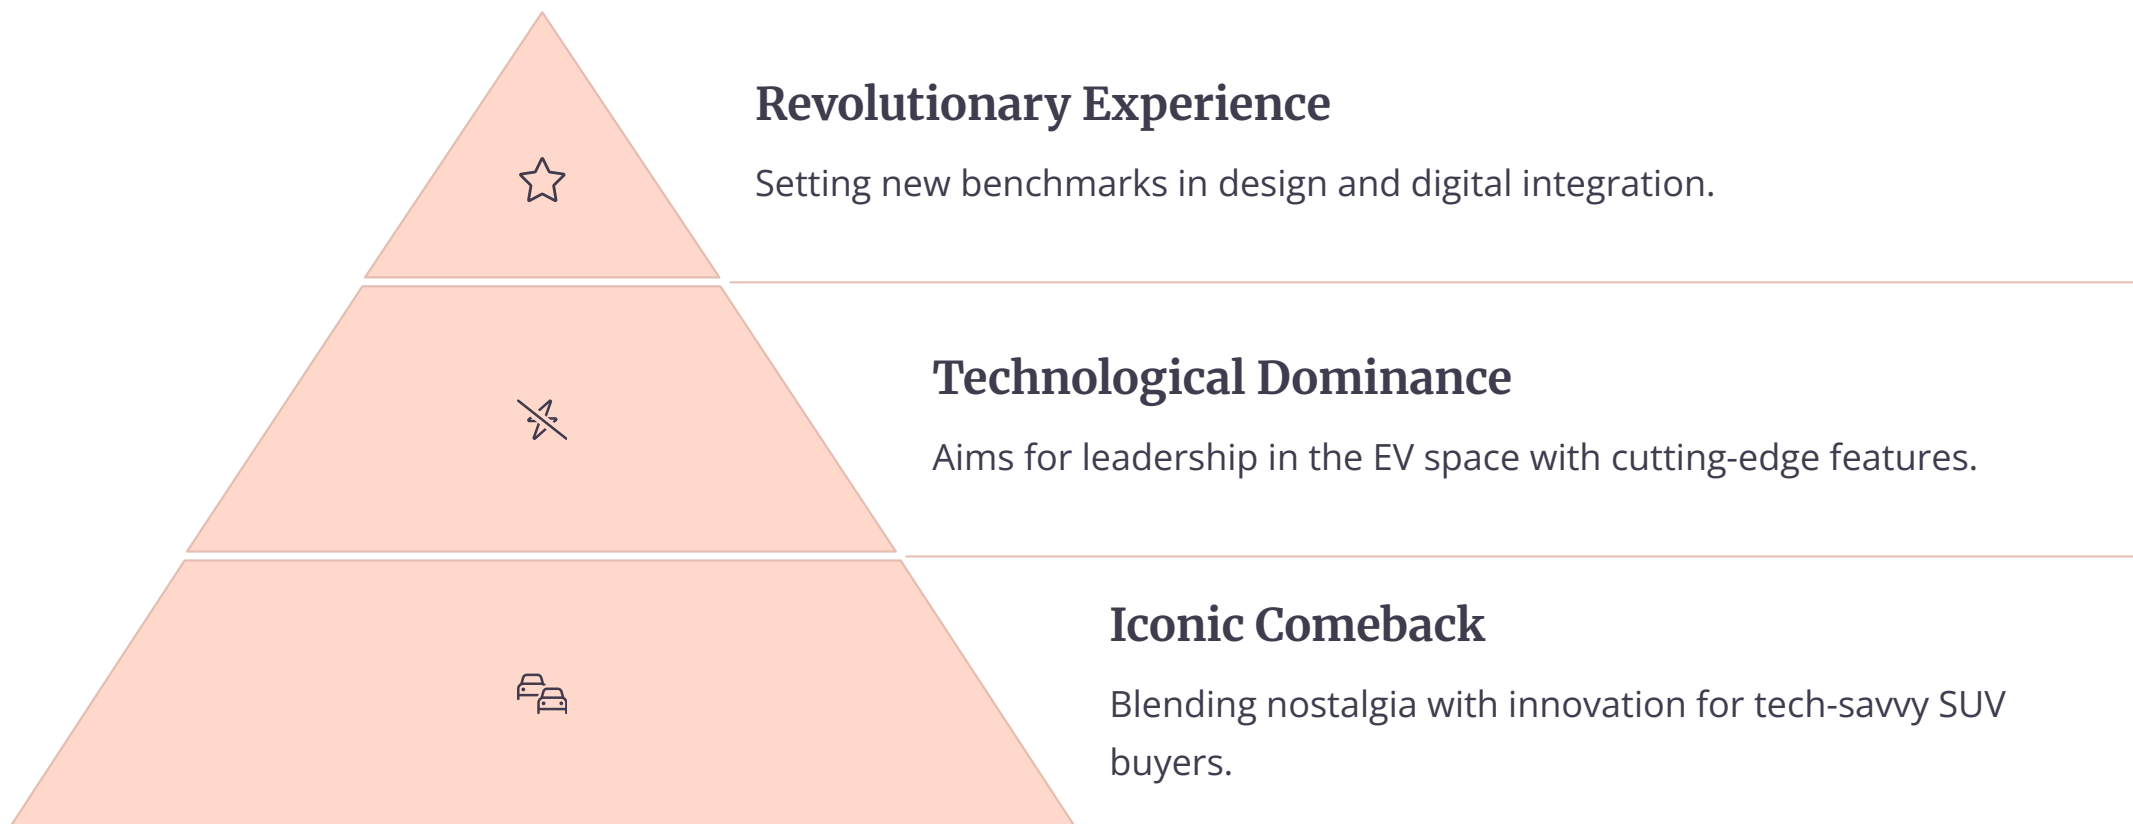 Revolutionary Experience
Setting new benchmarks in design and digital integration.
Technological Dominance
Aims for leadership in the EV space with cutting-edge features.
Iconic Comeback
Blending nostalgia with innovation for tech-savvy SUV
buyers.